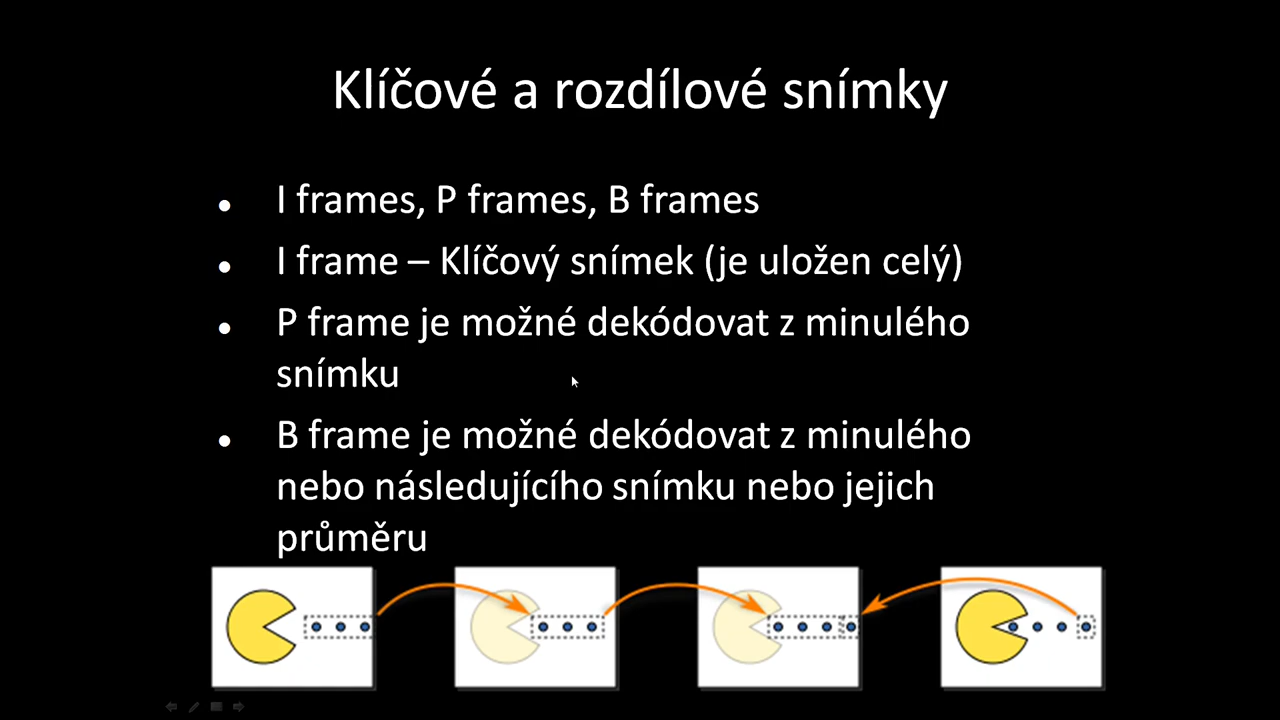 Klíčové a rozdílové snímky
I frames, P frames, B frames
I frame – Klíčový snímek (je uložen celý)
P frame je možné dekódovat z minulého
snímku
B frame je možné dekódovat z minulého
nebo následujícího snímku nebo jejich
průměru